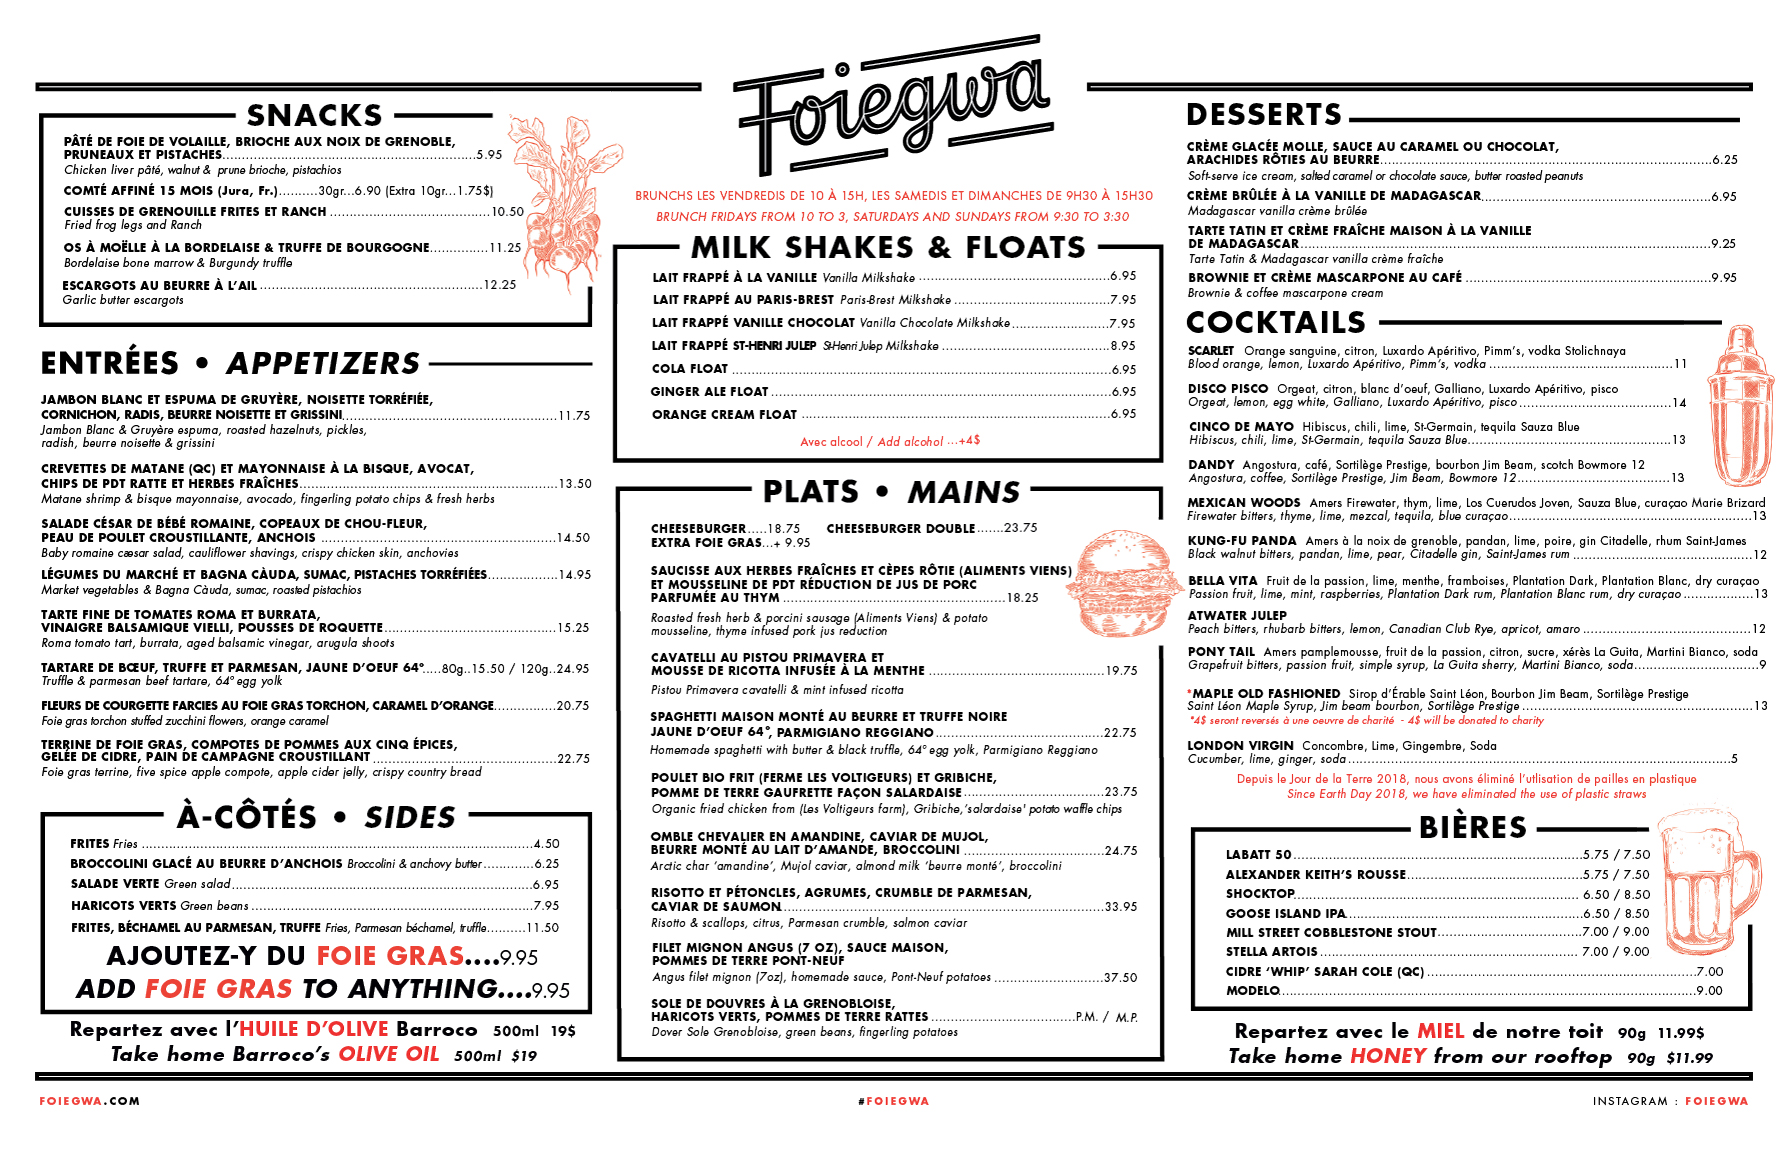 Foiegwa
BRUNCHS LES VENDREDIS DE 10 À 15H, LES SAMEDIS ET DIMANCHES DE 9H30 À 15H30
BRUNCH FRIDAYS FROM 10 TO 3, SATURDAYS AND SUNDAYS FROM 9:30 TO 3:30
SNACKS
PÂTÉ DE FOIE DE VOLAILLE, BRIOCHE AUX NOIX DE GRENOBLE,
PRUNEAUX ET PISTACHES...5.95
Chicken liver pâté, walnut & prune brioche, pistachios
COMTÉ AFFINÉ 15 MOIS (Jura, Fr.)..........30gr...6.90 (Extra 10gr...1.75$)
CUISSES DE GRENOUILLE FRITES ET RANCH ...10.50
Fried frog legs and Ranch
OS À MOËLLE À LA BORDELAISE & TRUFFE DE BOURGOGNE...11.25
Bordelaise bone marrow & Burgundy truffle
ESCARGOTS AU BEURRE À L'AIL ...12.25
Garlic butter escargots
ENTRÉES • APPETIZERS
JAMBON BLANC ET ESPUMA DE GRUYÈRE, NOISETTE TORRÉFIÉE,
CORNICHON, RADIS, BEURRE NOISETTE ET GRISSINI...11.75
Jambon Blanc & Gruyère espuma, roasted hazelnuts, pickles,
radish, beurre noisette & grissini
CREVETTES DE MATANE (QC) ET MAYONNAISE À LA BISQUE, AVOCAT,
CHIPS DE PDT RATTE ET HERBES FRAÎCHES...13.50
Matane shrimp & bisque mayonnaise, avocado, fingerling potato chips & fresh herbs
SALADE CÉSAR DE BÉBÉ ROMAINE, COPEAUX DE CHOU-FLEUR,
PEAU DE POULET CROUSTILLANTE, ANCHOIS ...14.50
Baby romaine cæsar salad, cauliflower shavings, crispy chicken skin, anchovies
LÉGUMES DU MARCHÉ ET BAGNA CÀUDA, SUMAC, PISTACHES TORRÉFIÉES...14.95
Market vegetables & Bagna Càuda, sumac, roasted pistachios
TARTE FINE DE TOMATES ROMA ET BURRATA,
VINAIGRE BALSAMIQUE VIELLI, POUSSES DE ROQUETTE...15.25
Roma tomato tart, burrata, aged balsamic vinegar, arugula shoots
TARTARE DE BŒUF, TRUFFE ET PARMESAN, JAUNE D'OEUF 64°.....80g..15.50 / 120g..24.95
Truffle & parmesan beef tartare, 64° egg yolk
FLEURS DE COURGETTE FARCIES AU FOIE GRAS TORCHON, CARAMEL D'ORANGE...20.75
Foie gras torchon stuffed zucchini flowers, orange caramel
TERRINE DE FOIE GRAS, COMPOTES DE POMMES AUX CINQ ÉPICES,
GELÉE DE CIDRE, PAIN DE CAMPAGNE CROUSTILLANT ...22.75
Foie gras terrine, five spice apple compote, apple cider jelly, crispy country bread
À-CÔTÉS • SIDES
FRITES Fries ...4.50
BROCCOLINI GLACÉ AU BEURRE D'ANCHOIS Broccolini & anchovy butter...6.25
SALADE VERTE Green salad...6.95
HARICOTS VERTS Green beans ...7.95
FRITES, BÉCHAMEL AU PARMESAN, TRUFFE Fries, Parmesan béchamel, truffle...11.50
AJOUTEZ-Y DU FOIE GRAS....9.95
ADD FOIE GRAS TO ANYTHING....9.95
Repartez avec l'HUILE D'OLIVE Barroco 500ml 19$
Take home Barroco's OLIVE OIL 500ml $19
MILK SHAKES & FLOATS
LAIT FRAPPÉ À LA VANILLE Vanilla Milkshake ...6.95
LAIT FRAPPÉ AU PARIS-BREST Paris-Brest Milkshake ...7.95
LAIT FRAPPÉ VANILLE CHOCOLAT Vanilla Chocolate Milkshake...7.95
LAIT FRAPPÉ ST-HENRI JULEP St-Henri Julep Milkshake ...8.95
COLA FLOAT ...6.95
GINGER ALE FLOAT ...6.95
ORANGE CREAM FLOAT ...6.95
Avec alcool / Add alcohol ...+4$
PLATS • MAINS
CHEESEBURGER.....18.75 CHEESEBURGER DOUBLE.......23.75
EXTRA FOIE GRAS...+ 9.95
SAUCISSE AUX HERBES FRAÎCHES ET CÈPES RÔTIE (ALIMENTS VIENS)
ET MOUSSELINE DE PDT RÉDUCTION DE JUS DE PORC
PARFUMÉE AU THYM ...18.25
Roasted fresh herb & porcini sausage (Aliments Viens) & potato
mousseline, thyme infused pork jus reduction
CAVATELLI AU PISTOU PRIMAVERA ET
MOUSSE DE RICOTTA INFUSÉE À LA MENTHE ...19.75
Pistou Primavera cavatelli & mint infused ricotta
SPAGHETTI MAISON MONTÉ AU BEURRE ET TRUFFE NOIRE
JAUNE D'OEUF 64°, PARMIGIANO REGGIANO...22.75
Homemade spaghetti with butter & black truffle, 64° egg yolk, Parmigiano Reggiano
POULET BIO FRIT (FERME LES VOLTIGEURS) ET GRIBICHE,
POMME DE TERRE GAUFRETTE FAÇON SALARDAISE...23.75
Organic fried chicken from (Les Voltigeurs farm), Gribiche,'salardaise' potato waffle chips
OMBLE CHEVALIER EN AMANDINE, CAVIAR DE MUJOL,
BEURRE MONTÉ AU LAIT D'AMANDE, BROCCOLINI ...24.75
Arctic char 'amandine', Mujol caviar, almond milk 'beurre monté', broccolini
RISOTTO ET PÉTONCLES, AGRUMES, CRUMBLE DE PARMESAN,
CAVIAR DE SAUMON...33.95
Risotto & scallops, citrus, Parmesan crumble, salmon caviar
FILET MIGNON ANGUS (7 OZ), SAUCE MAISON,
POMMES DE TERRE PONT-NEUF
Angus filet mignon (7oz), homemade sauce, Pont-Neuf potatoes ...37.50
SOLE DE DOUVRES À LA GRENOBLOISE,
HARICOTS VERTS, POMMES DE TERRE RATTES ...P.M. / M.P.
Dover Sole Grenobloise, green beans, fingerling potatoes
DESSERTS
CRÈME GLACÉE MOLLE, SAUCE AU CARAMEL OU CHOCOLAT,
ARACHIDES RÔTIES AU BEURRE...6.25
Soft-serve ice cream, salted caramel or chocolate sauce, butter roasted peanuts
CRÈME BRÛLÉE À LA VANILLE DE MADAGASCAR...6.95
Madagascar vanilla crème brûlée
TARTE TATIN ET CRÈME FRAÎCHE MAISON À LA VANILLE
DE MADAGASCAR...9.25
Tarte Tatin & Madagascar vanilla crème fraîche
BROWNIE ET CRÈME MASCARPONE AU CAFÉ ...9.95
Brownie & coffee mascarpone cream
COCKTAILS
SCARLET Orange sanguine, citron, Luxardo Apéritivo, Pimm's, vodka Stolichnaya
Blood orange, lemon, Luxardo Apéritivo, Pimm's, vodka ...11
DISCO PISCO Orgeat, citron, blanc d'oeuf, Galliano, Luxardo Apéritivo, pisco
Orgeat, lemon, egg white, Galliano, Luxardo Apéritivo, pisco...14
CINCO DE MAYO Hibiscus, chili, lime, St-Germain, tequila Sauza Blue
Hibiscus, chili, lime, St-Germain, tequila Sauza Blue...13
DANDY Angostura, café, Sortilège Prestige, bourbon Jim Beam, scotch Bowmore 12
Angostura, coffee, Sortilège Prestige, Jim Beam, Bowmore 12...13
MEXICAN WOODS Amers Firewater, thym, lime, Los Cuerudos Joven, Sauza Blue, curaçao Marie Brizard
Firewater bitters, thyme, lime, mezcal, tequila, blue curaçao...13
KUNG-FU PANDA Amers à la noix de grenoble, pandan, lime, poire, gin Citadelle, rhum Saint-James
Black walnut bitters, pandan, lime, pear, Citadelle gin, Saint-James rum ...12
BELLA VITA Fruit de la passion, lime, menthe, framboises, Plantation Dark, Plantation Blanc, dry curaçao
Passion fruit, lime, mint, raspberries, Plantation Dark rum, Plantation Blanc rum, dry curaçao...13
ATWATER JULEP
Peach bitters, rhubarb bitters, lemon, Canadian Club Rye, apricot, amaro ...12
PONY TAIL Amers pamplemousse, fruit de la passion, citron, sucre, xérès La Guita, Martini Bianco, soda
Grapefruit bitters, passion fruit, simple syrup, La Guita sherry, Martini Bianco, soda...9
*MAPLE OLD FASHIONED Sirop d'Érable Saint Léon, Bourbon Jim Beam, Sortilège Prestige
Saint Léon Maple Syrup, Jim beam bourbon, Sortilège Prestige ...13
*4$ seront reversés à une oeuvre de charité - 4$ will be donated to charity
LONDON VIRGIN Concombre, Lime, Gingembre, Soda
Cucumber, lime, ginger, soda...5
Depuis le Jour de la Terre 2018, nous avons éliminé l'utlisation de pailles en plastique
Since Earth Day 2018, we have eliminated the use of plastic straws
BIÈRES
LABATT 50...5.75 / 7.50
ALEXANDER KEITH'S ROUSSE...5.75 / 7.50
SHOCKTOP... 6.50 / 8.50
GOOSE ISLAND IPA...6.50 / 8.50
MILL STREET COBBLESTONE STOUT...7.00 / 9.00
STELLA ARTOIS ... 7.00 / 9.00
CIDRE 'WHIP' SARAH COLE (QC) ...7.00
MODELO...9.00
Repartez avec le MIEL de notre toit 90g 11.99$
Take home HONEY from our rooftop 90g $11.99
FOIEGWA.COM
#FOIEGWA
INSTAGRAM : FOIEGWA